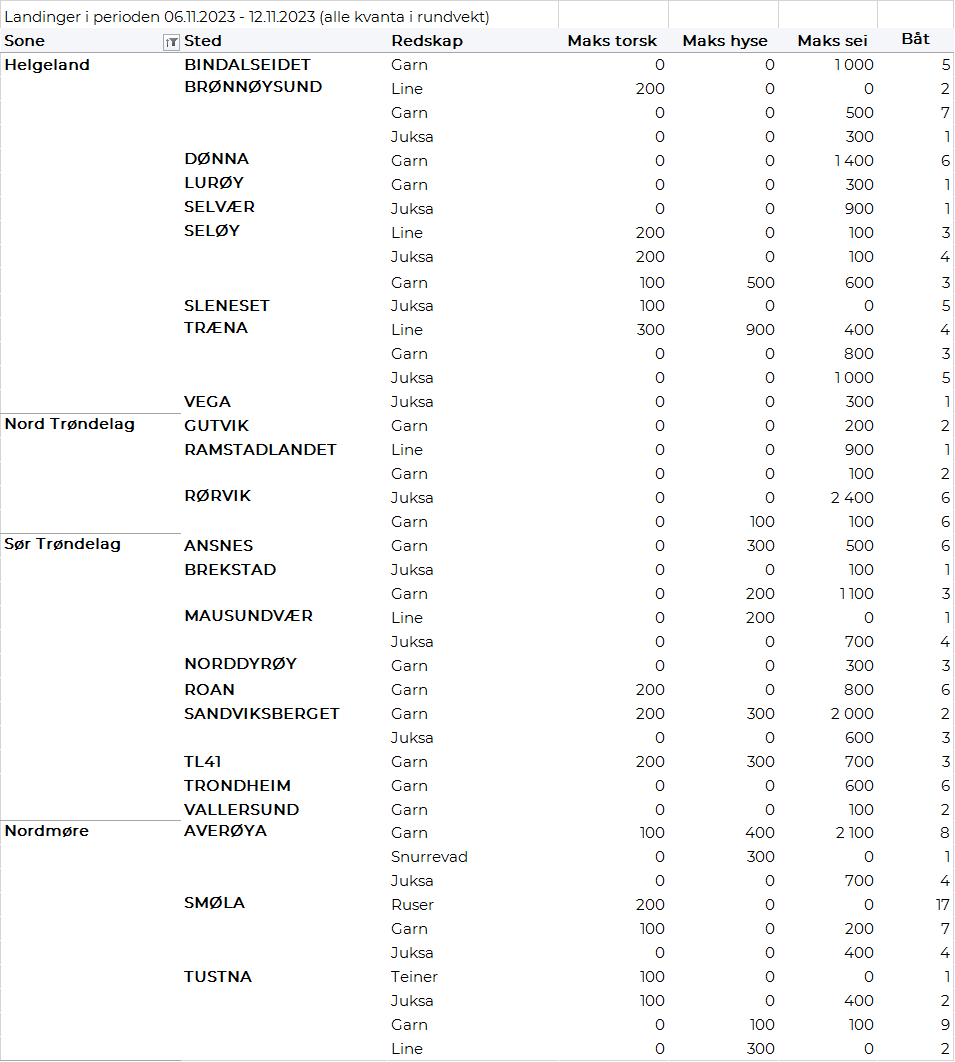 Landinger i perioden 06.11.2023 - 12.11.2023 (alle kvanta i rundvekt)
Sone Sted Redskap Maks torsk Maks hyse Maks sei Båt
Helgeland BINDALSEIDET Garn 0 0 1 000 5
BRØNNØYSUND Line 200 0 0 2
Garn 0 0 500 7
Juksa 0 0 300 1
DØNNA Garn 0 0 1 400 6
LURØY Garn 0 0 300 1
SELVÆR Juksa 0 0 900 1
SELØY Line 200 0 100 3
Juksa 200 0 100 4
Garn 100 500 600 3
SLENESET Juksa 100 0 0 5
TRÆNA Line 300 900 400 4
Garn 0 0 800 3
Juksa 0 0 1 000 5
VEGA Juksa 0 0 300 1
Nord Trøndelag GUTVIK Garn 0 0 200 2
RAMSTADLANDET Line 0 0 900 1
Garn 0 0 100 2
RØRVIK Juksa 0 0 2 400 6
Garn 0 100 100 6
Sør Trøndelag ANSNES Garn 0 300 500 6
BREKSTAD Juksa 0 0 100 1
Garn 0 200 1 100 3
MAUSUNDVÆR Line 0 200 0 1
Juksa 0 0 700 4
NORDDYRØY Garn 0 0 300 3
ROAN Garn 200 0 800 6
SANDVIKSBERGET Garn 200 300 2 000 2
Juksa 0 0 600 3
TL41 Garn 200 300 700 3
TRONDHEIM Garn 0 0 600 6
VALLERSUND Garn 0 0 100 2
Nordmøre AVERØYA Garn 100 400 2 100 8
Snurrevad 0 300 0 1
Juksa 0 0 700 4
SMØLA Ruser 200 0 0 17
Garn 100 0 200 7
Juksa 0 0 400 4
TUSTNA Teiner 100 0 0 1
Juksa 100 0 400 2
Garn 0 100 100 9
Line 0 300 0 2